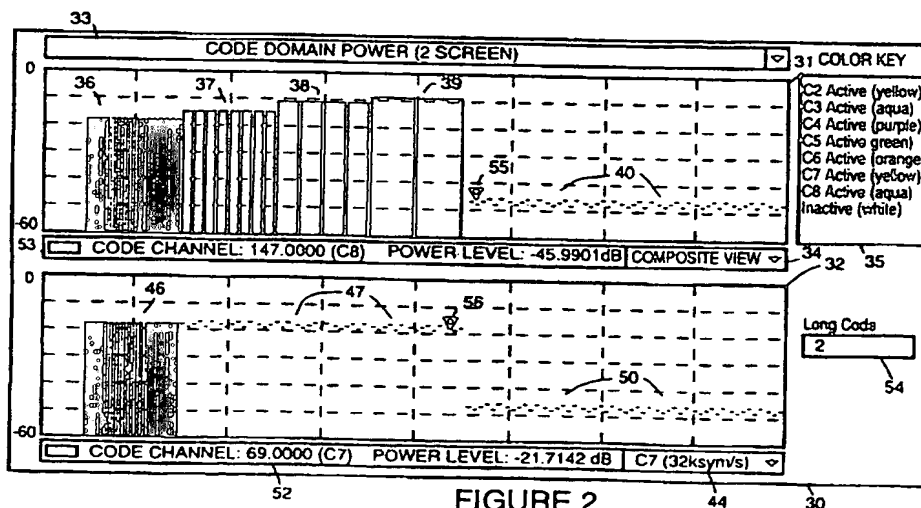 33
CODE DOMAIN POWER (2 SCREEN)
31 COLOR KEY
0
36
37
38
39
C2 Active (yellow)
C3 Active (aqua)
C4 Active (purple)
C5 Active green)
C6 Active (orange
C7 Active (yellow)
C8 Active (aqua)
Inactive (white)
55
40
-60
53
CODE CHANNEL: 147.0000 (C8) POWER LEVEL: -45.9901dB COMPOSITE VIEW
34
35
32
0
46
47
56
Long Code
2
54
50
-60
CODE CHANNEL: 69.0000 (C7) POWER LEVEL: -21.7142 dB C7 (32ksym/s)
52
FIGURE 2
44
30